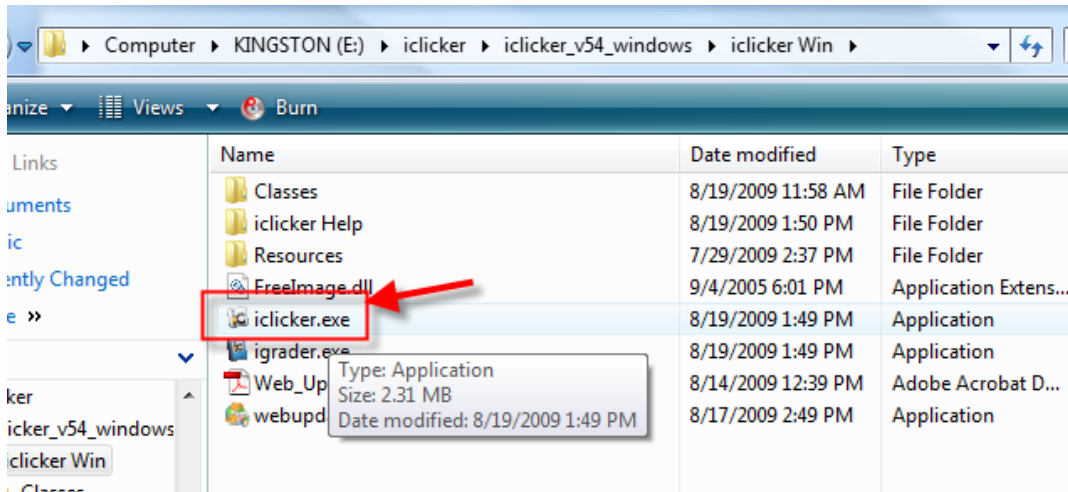 Computer KINGSTON (E:) iclicker iclicker_v54_windows iclicker Win
anize Views Burn
Links
uments
ic
ently Changed
e »
ker
icker_v54_windows
iclicker Win
Classes
Name Date modified Type
Classes 8/19/2009 11:58 AM File Folder
iclicker Help 8/19/2009 1:50 PM File Folder
Resources 7/29/2009 2:37 PM File Folder
FreeImage.dll 9/4/2005 6:01 PM Application Extens...
iclicker.exe 8/19/2009 1:49 PM Application
igrader.exe 8/19/2009 1:49 PM Application
Web_Up 8/14/2009 12:39 PM Adobe Acrobat D...
webupd 8/17/2009 2:49 PM Application
Type: Application
Size: 2.31 MB
Date modified: 8/19/2009 1:49 PM